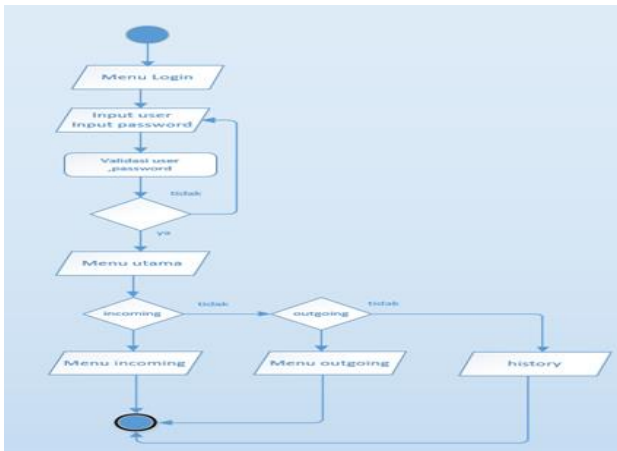 Menu Login
Input user
Input password
Validasi user
,password
tidak
ya
Menu utama
incoming
tidak
outgoing
tidak
Menu incoming
Menu outgoing
history